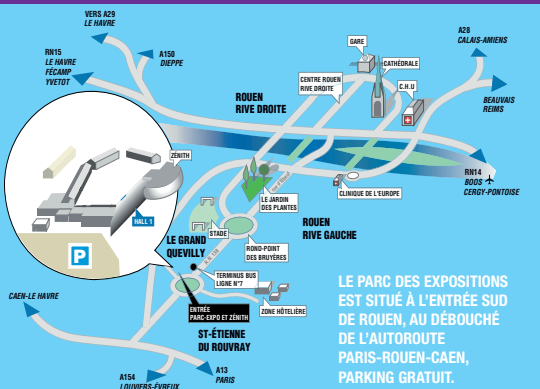 VERS A29
LE HAVRE
RN15
LE HAVRE
FÉCAMP
YVETOT
A150
DIEPPE
GARE
CATHÉDRALE
A28
CALAIS-AMIENS
CENTRE ROUEN
RIVE DROITE
C.H.U
ROUEN
RIVE DROITE
BEAUVAIS
REIMS
ZÉNITH
RN14
BOOS
CERGY-PONTOISE
CLINIQUE DE L'EUROPE
LE JARDIN
DES PLANTES
HALL 1
STADE
ROUEN
RIVE GAUCHE
LE GRAND
QUEVILLY
ROND-POINT
DES BRUYÈRES
P
TERMINUS BUS
LIGNE N°7
CAEN-LE HAVRE
ENTRÉE
PARC-EXPO ET ZÉNITH
ZONE HÔTELIÈRE
ST-ÉTIENNE
DU ROUVRAY
A13
PARIS
A154
LOUVIERS-ÉVREUX
LE PARC DES EXPOSITIONS
EST SITUÉ À L'ENTRÉE SUD
DE ROUEN, AU DÉBOUCHÉ
DE L'AUTOROUTE
PARIS-ROUEN-CAEN,
PARKING GRATUIT.